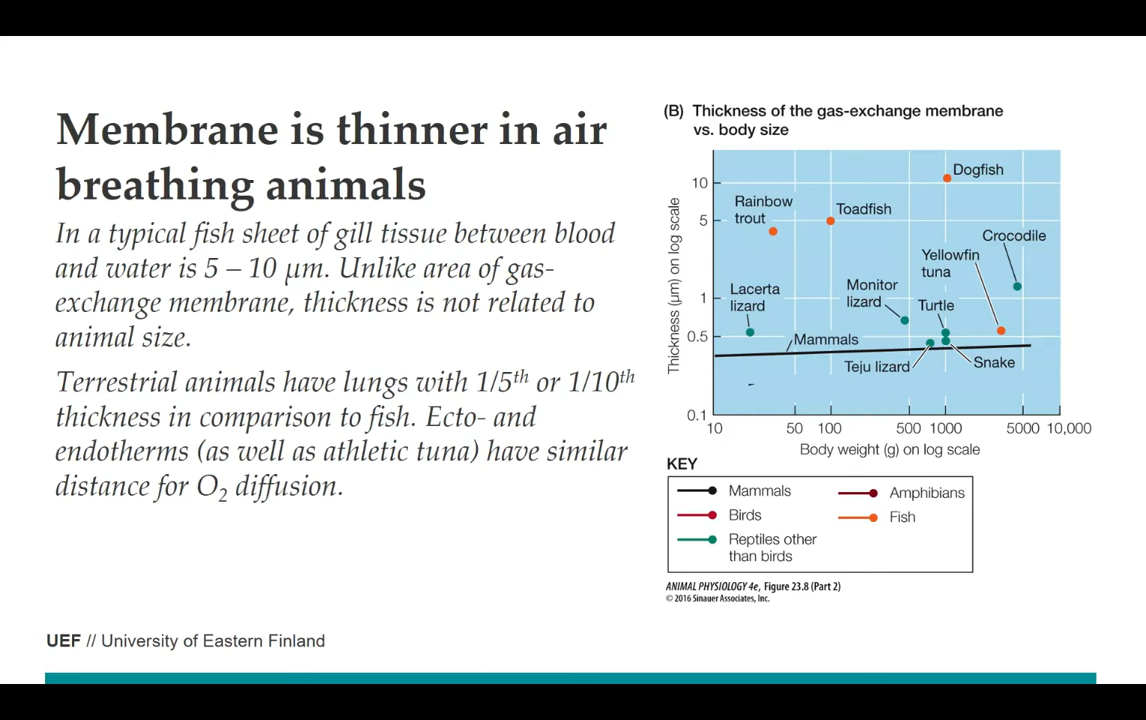 Membrane is thinner in air
breathing animals
In a typical fish sheet of gill tissue between blood
and water is 5 – 10 μm. Unlike area of gas-
exchange membrane, thickness is not related to
animal size.
Terrestrial animals have lungs with 1/5th or 1/10th
thickness in comparison to fish. Ecto- and
endotherms (as well as athletic tuna) have similar
distance for O2 diffusion.
(B) Thickness of the gas-exchange membrane
vs. body size
Thickness (μm) on log scale
10
5
1
0.5
0.1
Dogfish
Rainbow
trout
Toadfish
Crocodile
Yellowfin
tuna
Lacerta
lizard
Monitor
lizard
Turtle
Mammals
Teju lizard
Snake
10 50 100 500 1000 5000 10,000
Body weight (g) on log scale
KEY
Mammals
Birds
Reptiles other
than birds
Amphibians
Fish
ANIMAL PHYSIOLOGY 4e, Figure 23.8 (Part 2)
© 2016 Sinauer Associates, Inc.
UEF // University of Eastern Finland